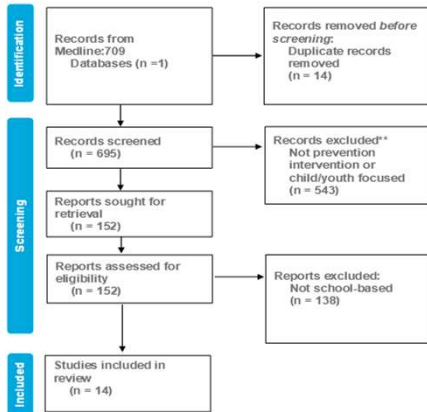 Identification
Records from
Medline:709
Databases (n =1)
Records removed before
screening:
Duplicate records
removed
(n = 14)
Screening
Records screened
(n = 695)
Records excluded**
Not prevention
intervention or
child/youth focused
(n = 543)
Reports sought for
retrieval
(n = 152)
Reports assessed for
eligibility
(n = 152)
Reports excluded:
Not school-based
(n = 138)
Included
Studies included in
review
(n = 14)